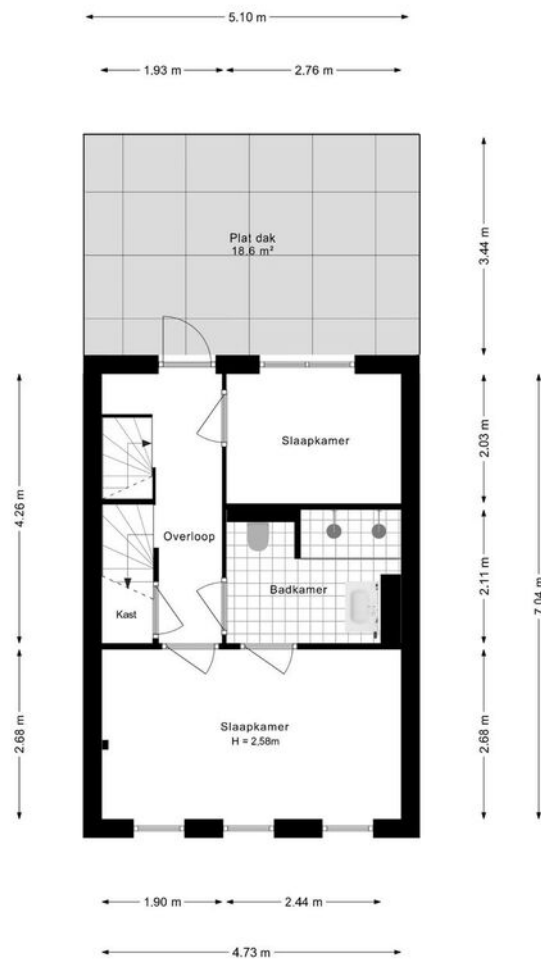 5.10 m
1.93 m
2.76 m
Plat dak
18.6 m²
3.44 m
Slaapkamer
2.03 m
4.26 m
Overloop
2.11 m
Badkamer
7.04 m
Kast
Slaapkamer
H = 2,58m
2.68 m
2.68 m
1.90 m
2.44 m
4.73 m